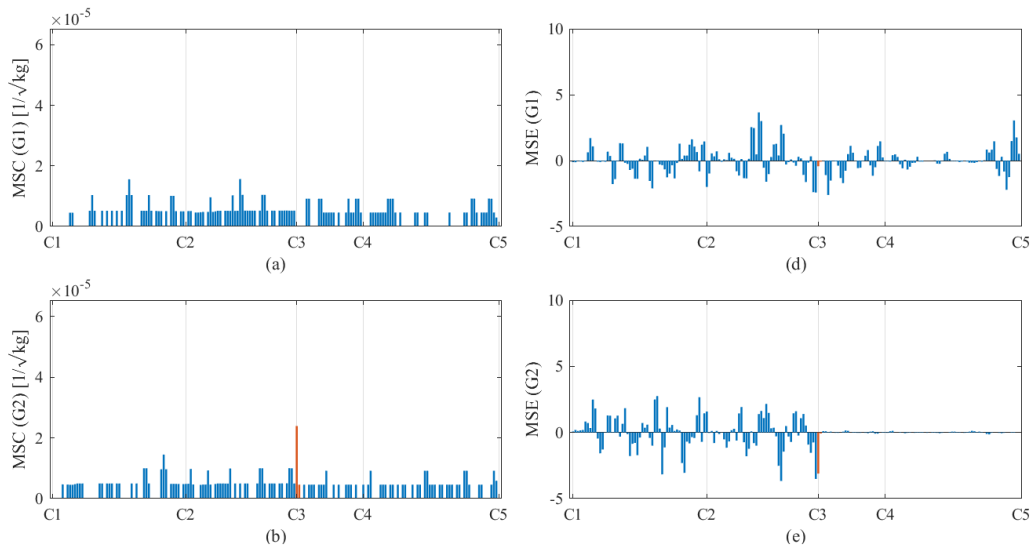 ×10⁻⁵
6
4
2
0
MSC (G1) [1/√kg]
C1 C2 C3 C4 C5
(a)
10
5
0
-5
MSE (G1)
C1 C2 C3 C4 C5
(d)
×10⁻⁵
6
4
2
0
MSC (G2) [1/√kg]
C1 C2 C3 C4 C5
(b)
10
5
0
-5
MSE (G2)
C1 C2 C3 C4 C5
(e)